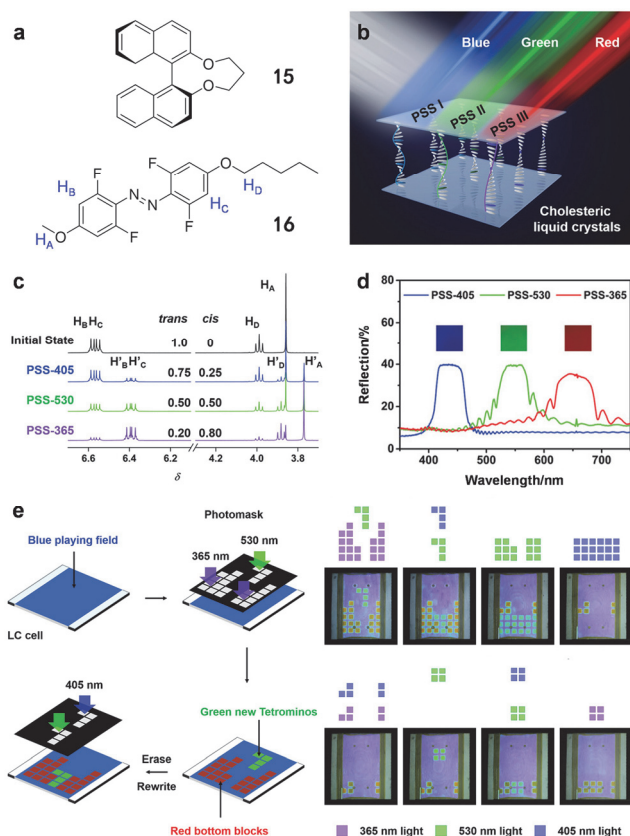 a
15
F
F
O
O
O
O
N
N
F
F
H_B
H_C
H_D
H_A
16
b
Blue
Green
Red
PSS I
PSS II
PSS III
Cholesteric
liquid crystals
c
H_A
H_B H_C
trans
cis
H_D
Initial State
1.0
0
H'_B H'_C
H'_D
H'_A
PSS-405
0.75
0.25
PSS-530
0.50
0.50
PSS-365
0.20
0.80
6.6
6.2
4.0
3.8
δ
d
PSS-405
PSS-530
PSS-365
Reflection/%
80
60
40
20
0
400
500
600
700
Wavelength/nm
e
Blue playing field
LC cell
Photomask
365 nm
530 nm
405 nm
Green new Tetrominos
Erase
Rewrite
Red bottom blocks
365 nm light
530 nm light
405 nm light